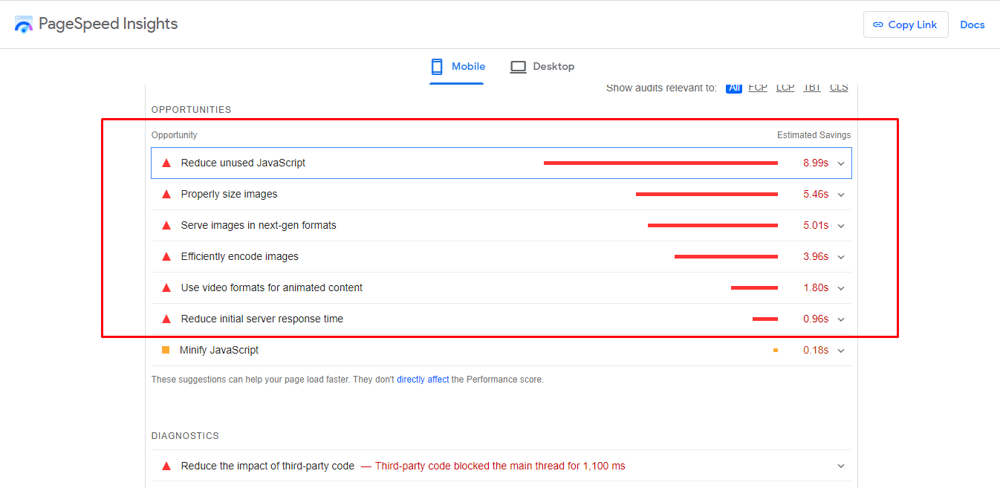 PageSpeed Insights
Copy Link
Docs
Mobile
Desktop
Show audits relevant to: All FCP LCP TBT CLS
OPPORTUNITIES
Opportunity Estimated Savings
Reduce unused JavaScript 8.99s
Properly size images 5.46s
Serve images in next-gen formats 5.01s
Efficiently encode images 3.96s
Use video formats for animated content 1.80s
Reduce initial server response time 0.96s
Minify JavaScript 0.18s
These suggestions can help your page load faster. They don't directly affect the Performance score.
DIAGNOSTICS
Reduce the impact of third-party code — Third-party code blocked the main thread for 1,100 ms